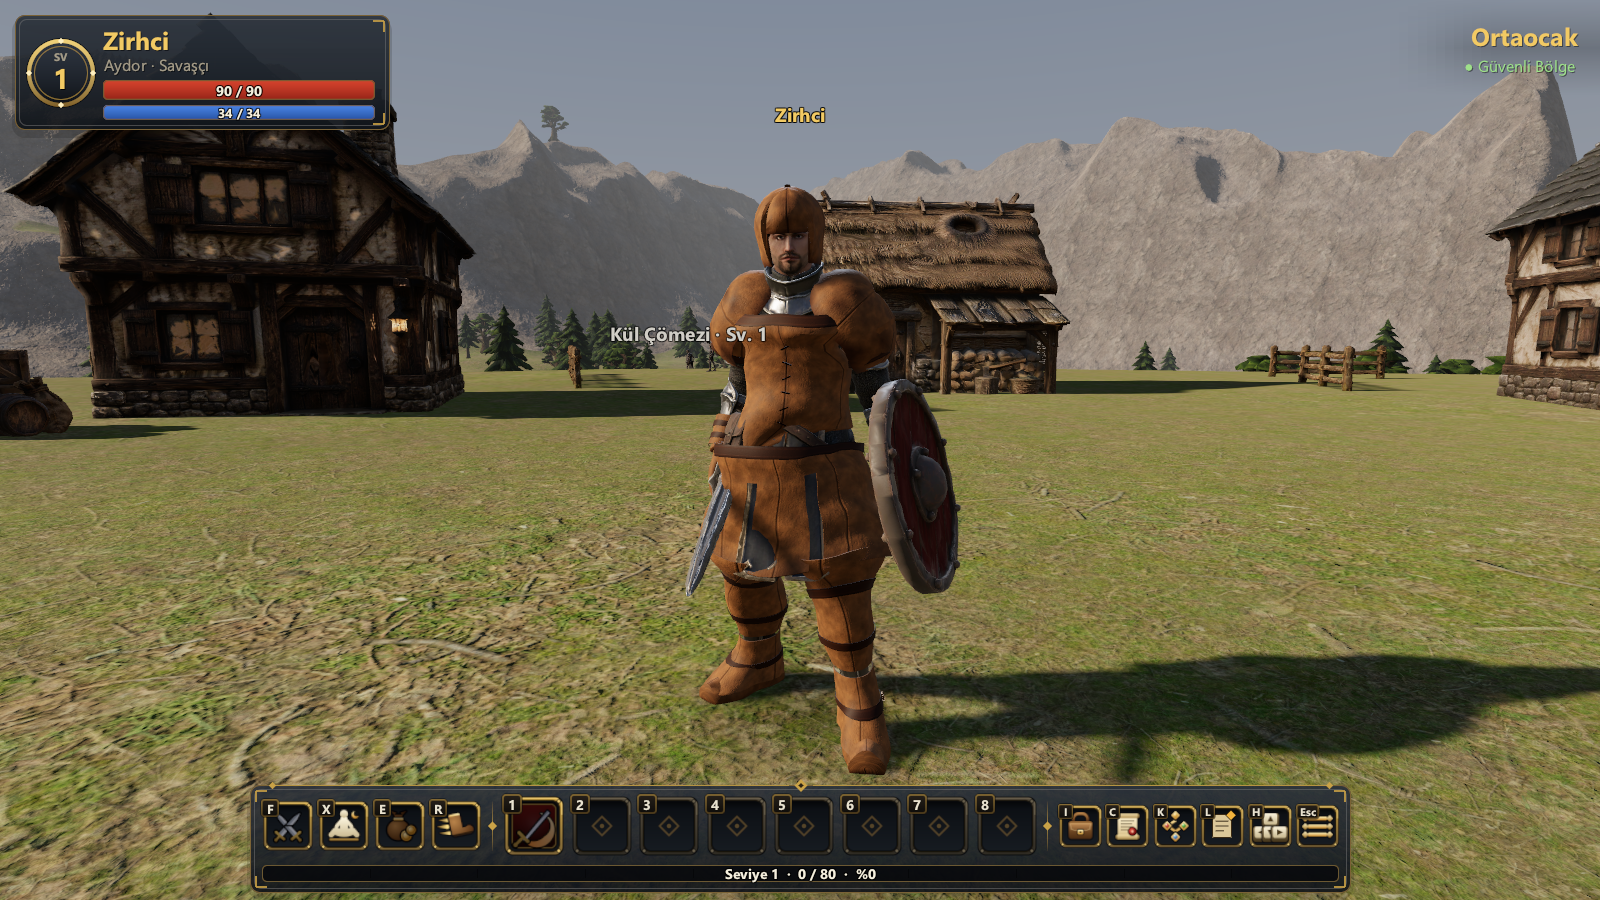 SV
1
Zirhci
Aydor · Savaşçı
90 / 90
34 / 34
Ortaocak
● Güvenli Bölge
Zirhci
Kül Çömezi · Sv. 1
F
X
E
R
1
2
3
4
5
6
7
8
I
C
K
L
H
Esc
Seviye 1 · 0 / 80 · %0